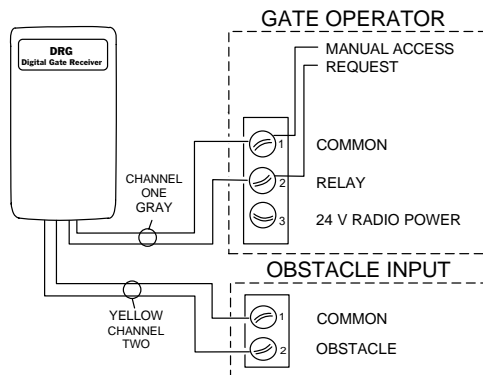 GATE OPERATOR
DRG
Digital Gate Receiver
MANUAL ACCESS
REQUEST
1
COMMON
2
RELAY
3
24 V RADIO POWER
CHANNEL
ONE
GRAY
OBSTACLE INPUT
1
COMMON
2
OBSTACLE
YELLOW
CHANNEL
TWO